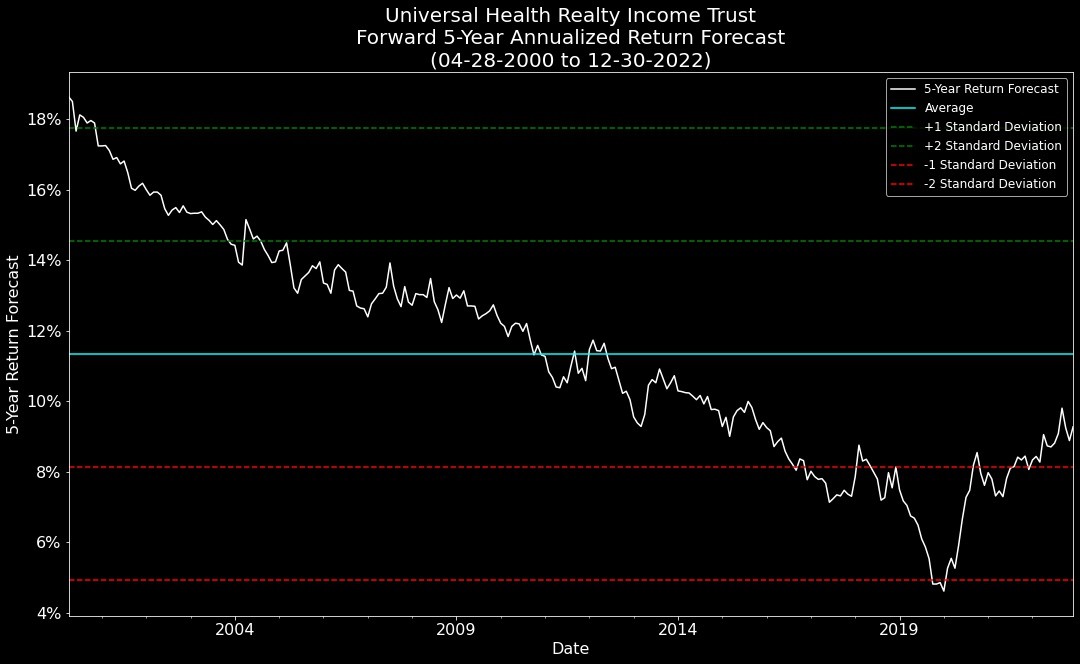 Universal Health Realty Income Trust
Forward 5-Year Annualized Return Forecast
(04-28-2000 to 12-30-2022)
5-Year Return Forecast
Average
+1 Standard Deviation
+2 Standard Deviation
-1 Standard Deviation
-2 Standard Deviation
5-Year Return Forecast
18%
16%
14%
12%
10%
8%
6%
4%
2004
2009
2014
2019
Date